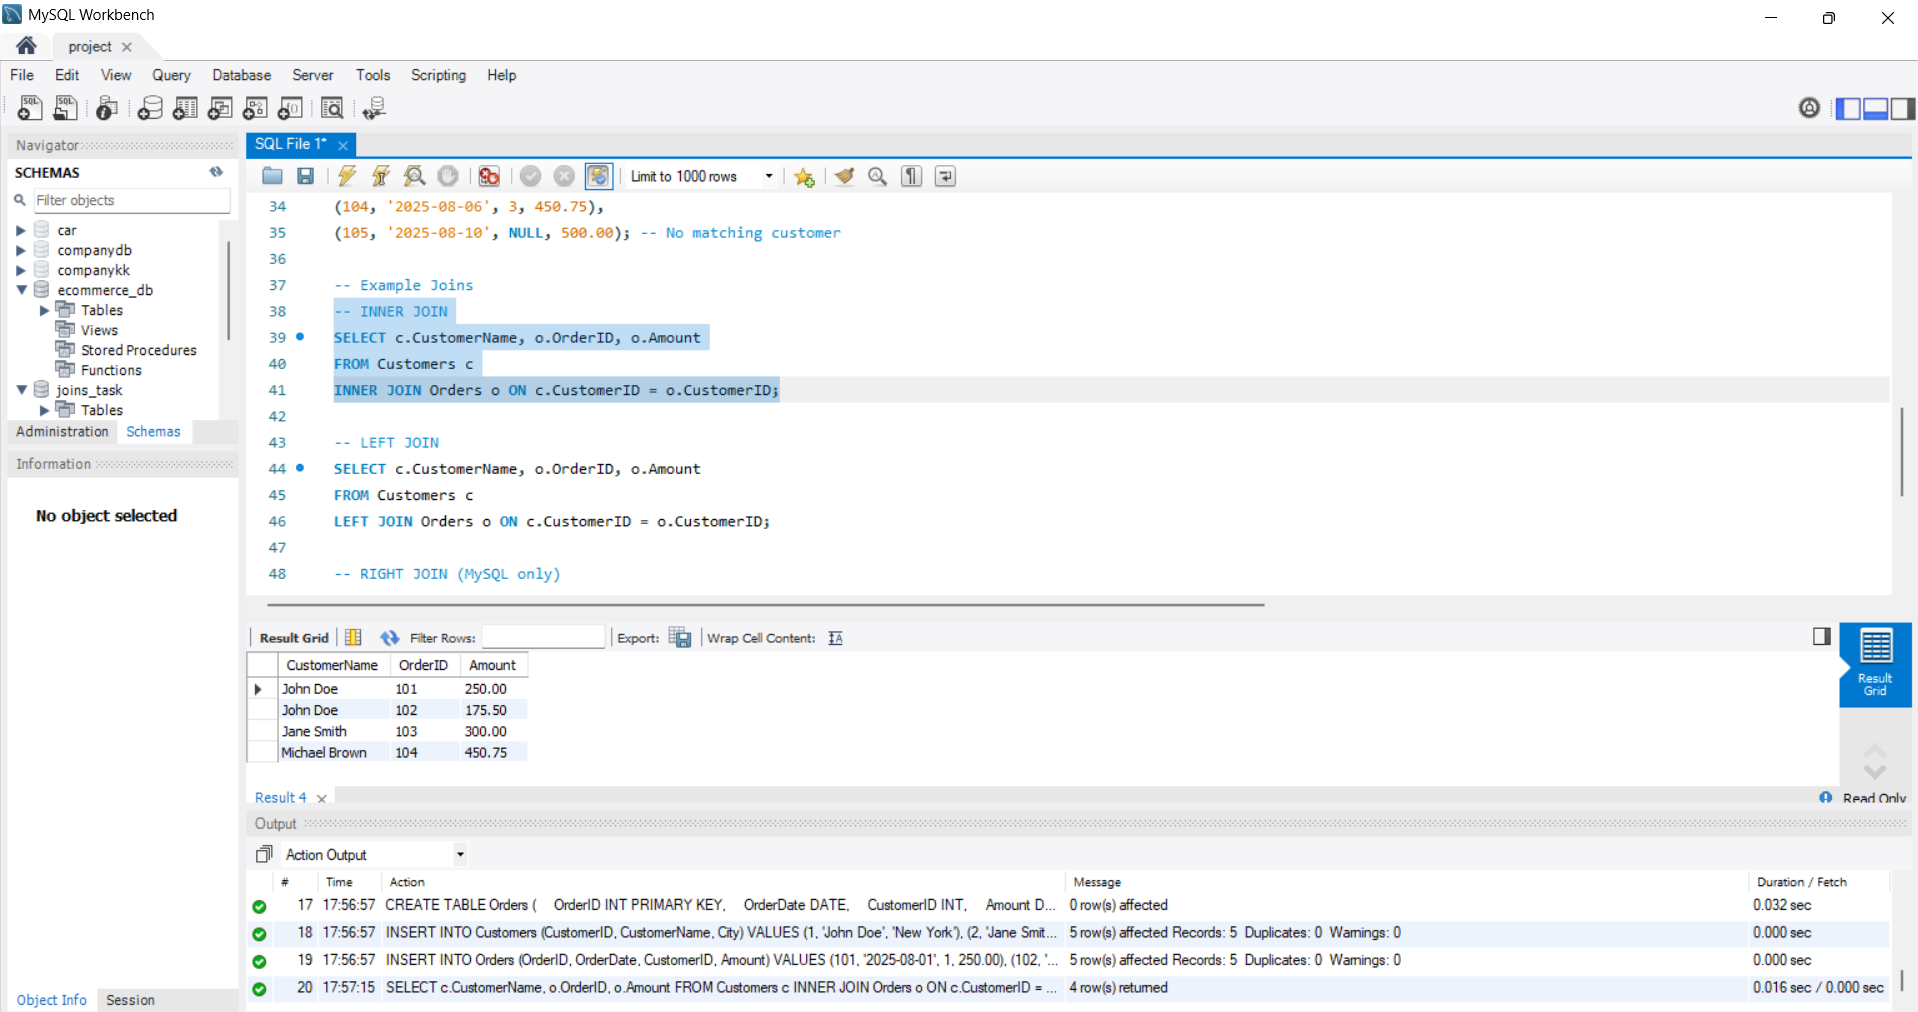 MySQL Workbench
project
File Edit View Query Database Server Tools Scripting Help
Navigator
SCHEMAS
Filter objects
car
companydb
companykk
ecommerce_db
Tables
Views
Stored Procedures
Functions
joins_task
Tables
Administration Schemas
Information
No object selected
Object Info Session
SQL File 1*
Limit to 1000 rows
34 (104, '2025-08-06', 3, 450.75),
35 (105, '2025-08-10', NULL, 500.00); -- No matching customer
36
37 -- Example Joins
38 -- INNER JOIN
39 SELECT c.CustomerName, o.OrderID, o.Amount
40 FROM Customers c
41 INNER JOIN Orders o ON c.CustomerID = o.CustomerID;
42
43 -- LEFT JOIN
44 SELECT c.CustomerName, o.OrderID, o.Amount
45 FROM Customers c
46 LEFT JOIN Orders o ON c.CustomerID = o.CustomerID;
47
48 -- RIGHT JOIN (MySQL only)
Result Grid Filter Rows: Export: Wrap Cell Content:
CustomerName OrderID Amount
John Doe 101 250.00
John Doe 102 175.50
Jane Smith 103 300.00
Michael Brown 104 450.75
Result
Grid
Result 4 Read Only
Output
Action Output
# Time Action Message Duration / Fetch
17 17:56:57 CREATE TABLE Orders ( OrderID INT PRIMARY KEY, OrderDate DATE, CustomerID INT, Amount D... 0 row(s) affected 0.032 sec
18 17:56:57 INSERT INTO Customers (CustomerID, CustomerName, City) VALUES (1, 'John Doe', 'New York'), (2, 'Jane Smit... 5 row(s) affected Records: 5 Duplicates: 0 Warnings: 0 0.000 sec
19 17:56:57 INSERT INTO Orders (OrderID, OrderDate, CustomerID, Amount) VALUES (101, '2025-08-01', 1, 250.00), (102, '... 5 row(s) affected Records: 5 Duplicates: 0 Warnings: 0 0.000 sec
20 17:57:15 SELECT c.CustomerName, o.OrderID, o.Amount FROM Customers c INNER JOIN Orders o ON c.CustomerID = ... 4 row(s) returned 0.016 sec / 0.000 sec